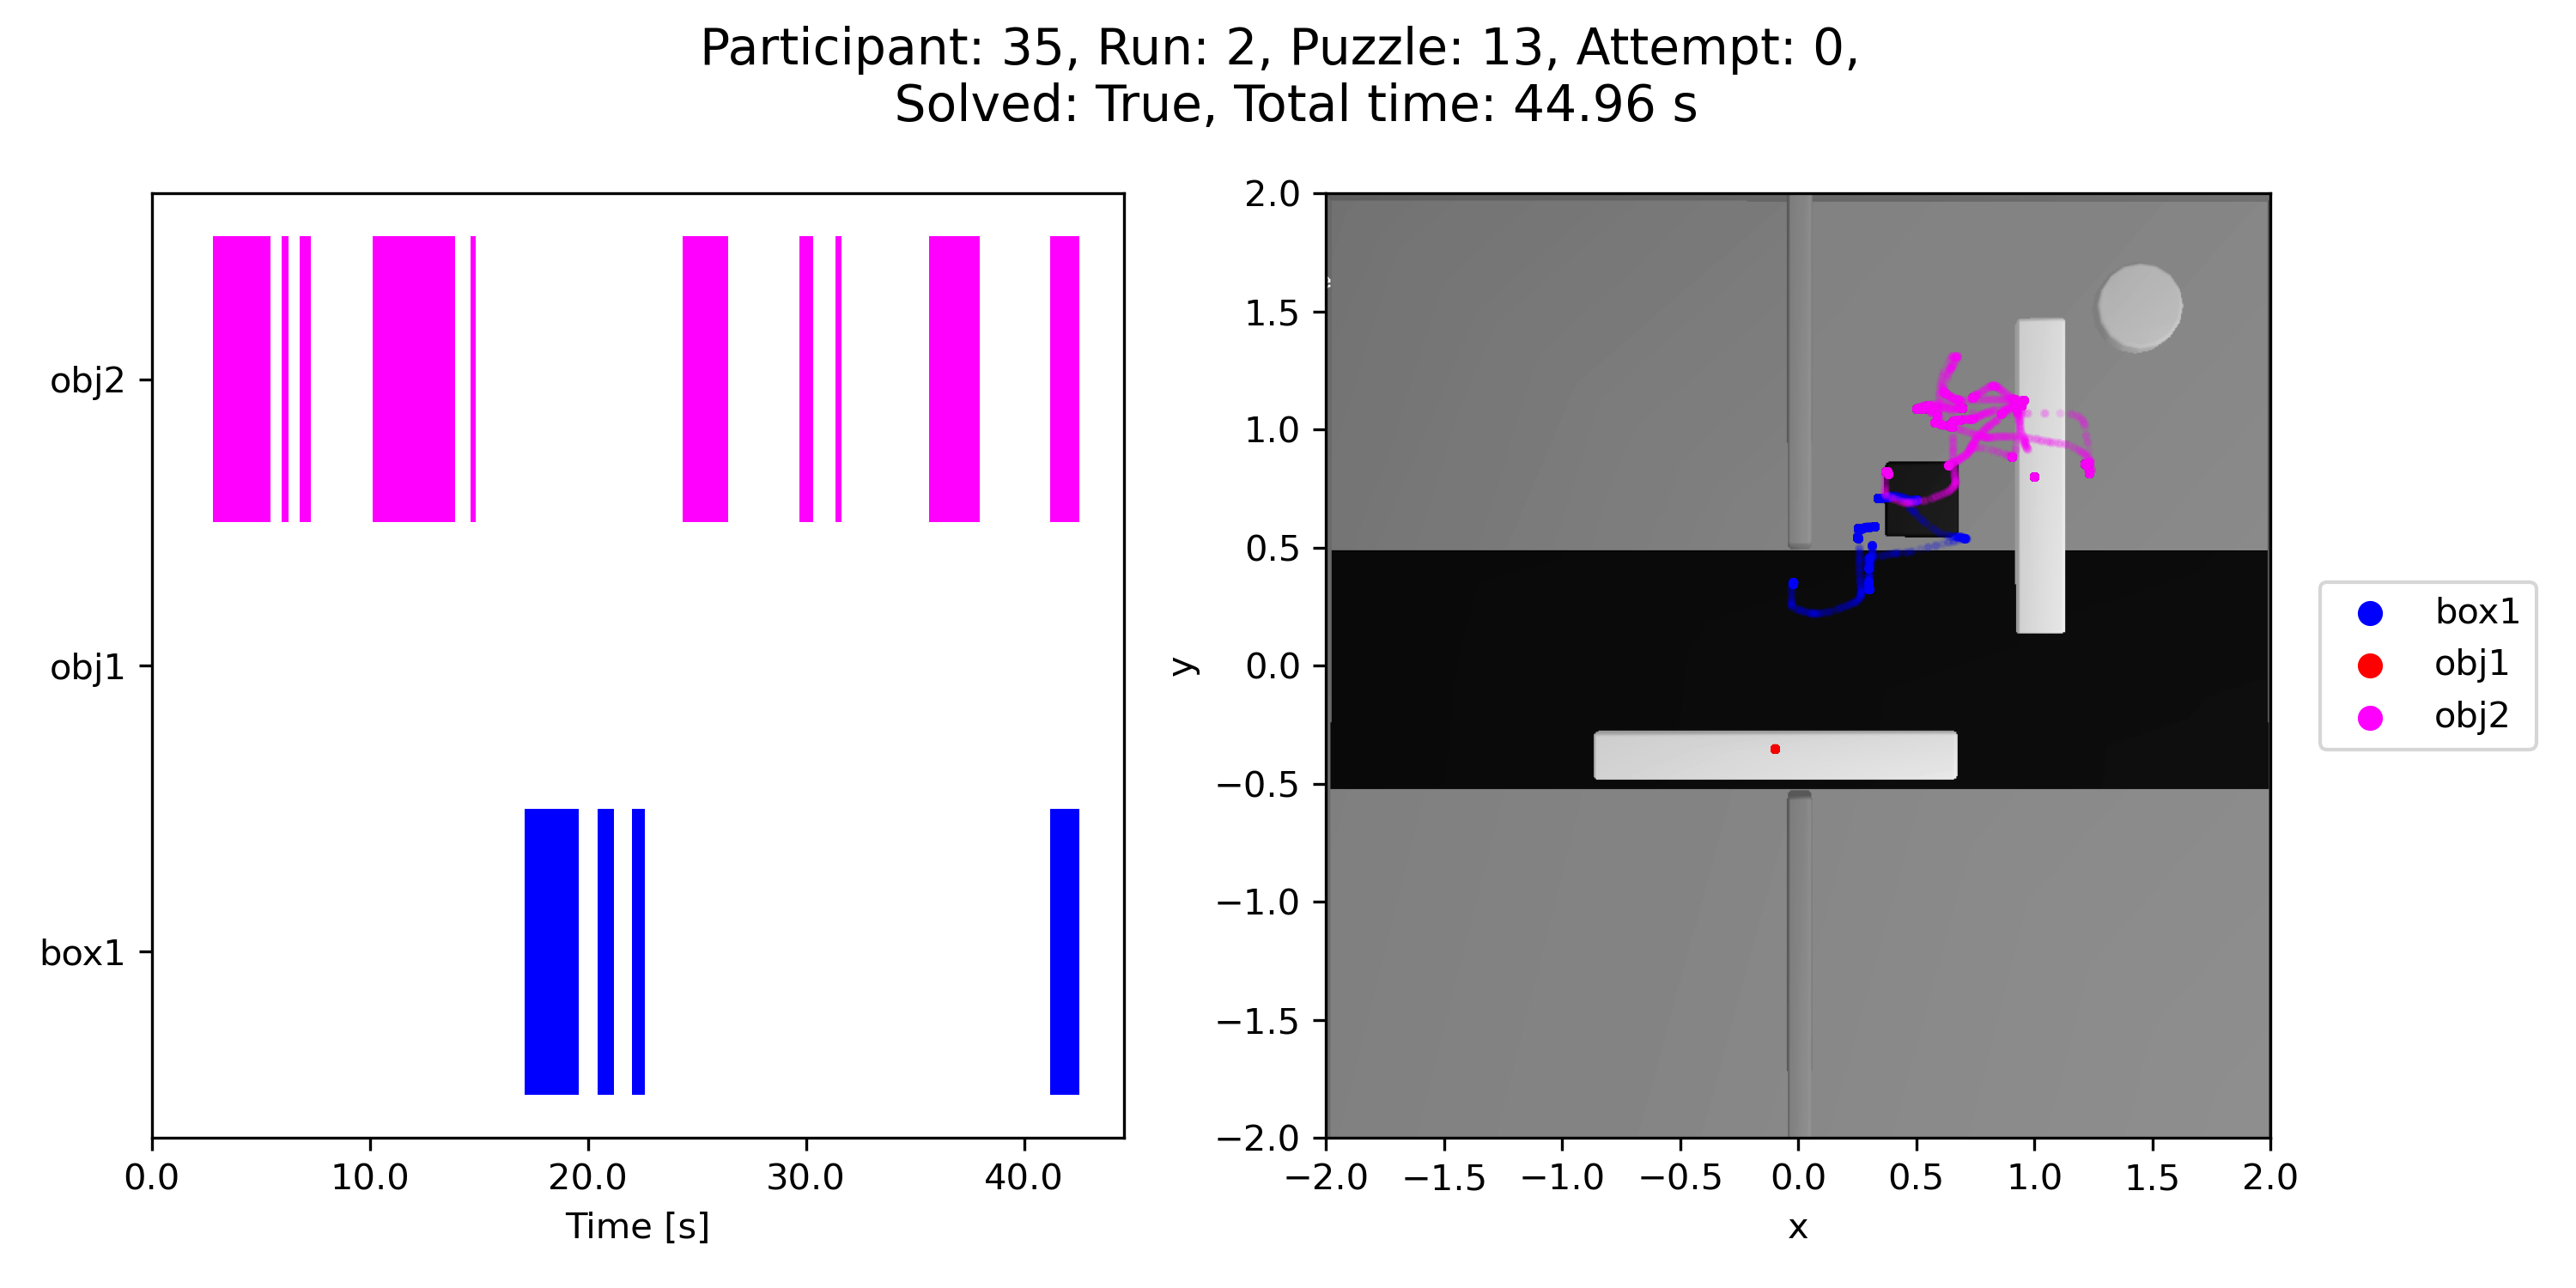 Participant: 35, Run: 2, Puzzle: 13, Attempt: 0,
Solved: True, Total time: 44.96 s
obj2
obj1
box1
0.0 10.0 20.0 30.0 40.0
Time [s]
2.0
1.5
1.0
0.5
0.0
−0.5
−1.0
−1.5
−2.0
y
−2.0 −1.5 −1.0 −0.5 0.0 0.5 1.0 1.5 2.0
x
box1
obj1
obj2